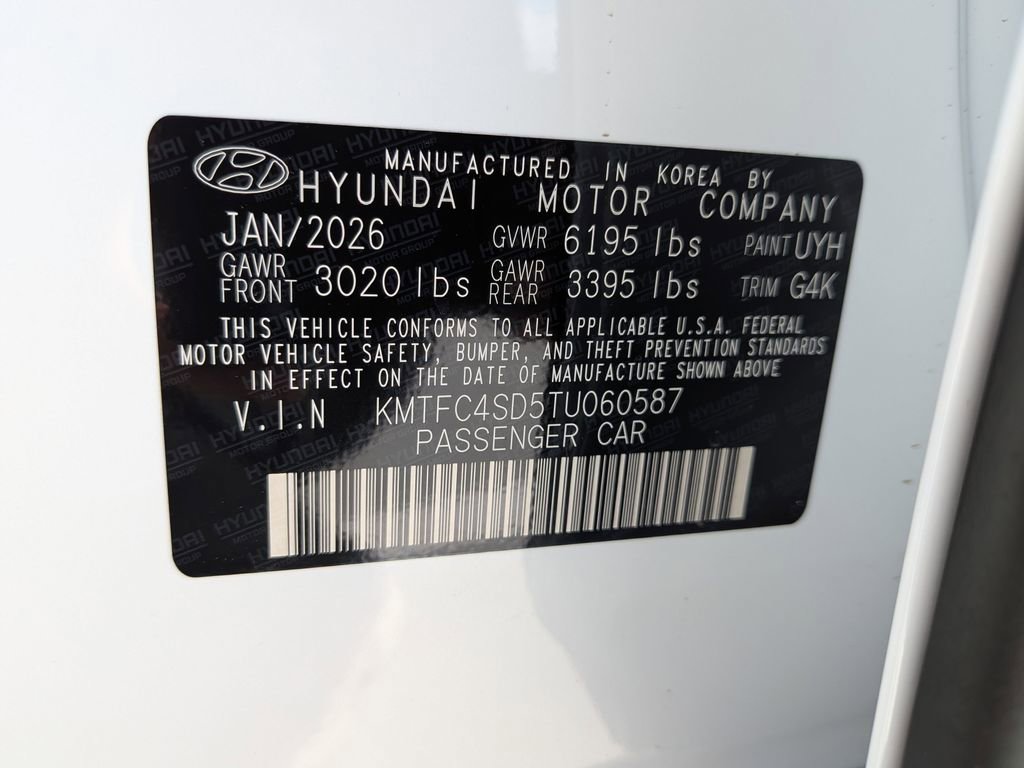 MANUFACTURED IN KOREA BY
HYUNDAI MOTOR COMPANY
JAN/2026 GVWR 6195 lbs PAINT UYH
GAWR FRONT 3020 lbs GAWR REAR 3395 lbs TRIM G4K
THIS VEHICLE CONFORMS TO ALL APPLICABLE U.S.A. FEDERAL
MOTOR VEHICLE SAFETY, BUMPER, AND THEFT PREVENTION STANDARDS
IN EFFECT ON THE DATE OF MANUFACTURE SHOWN ABOVE
V.I.N KMTFC4SD5TU060587
PASSENGER CAR